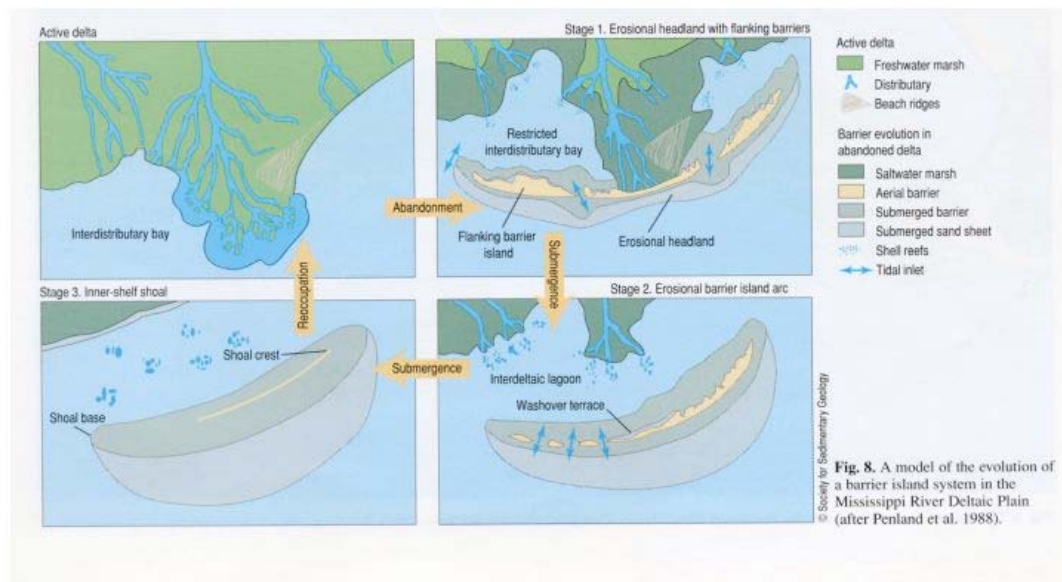 Active delta
Interdistributary bay
Abandonment
Stage 1. Erosional headland with flanking barriers
Restricted
interdistributary bay
Flanking barrier
island
Erosional headland
Submergence
Stage 2. Erosional barrier island arc
Interdeltaic lagoon
Washover terrace
Submergence
Stage 3. Inner-shelf shoal
Shoal crest
Shoal base
Reoccupation
Active delta
Freshwater marsh
Distributary
Beach ridges
Barrier evolution in
abandoned delta
Saltwater marsh
Aerial barrier
Submerged barrier
Submerged sand sheet
Shell reefs
Tidal inlet
© Society for Sedimentary Geology
Fig. 8. A model of the evolution of
a barrier island system in the
Mississippi River Deltaic Plain
(after Penland et al. 1988).